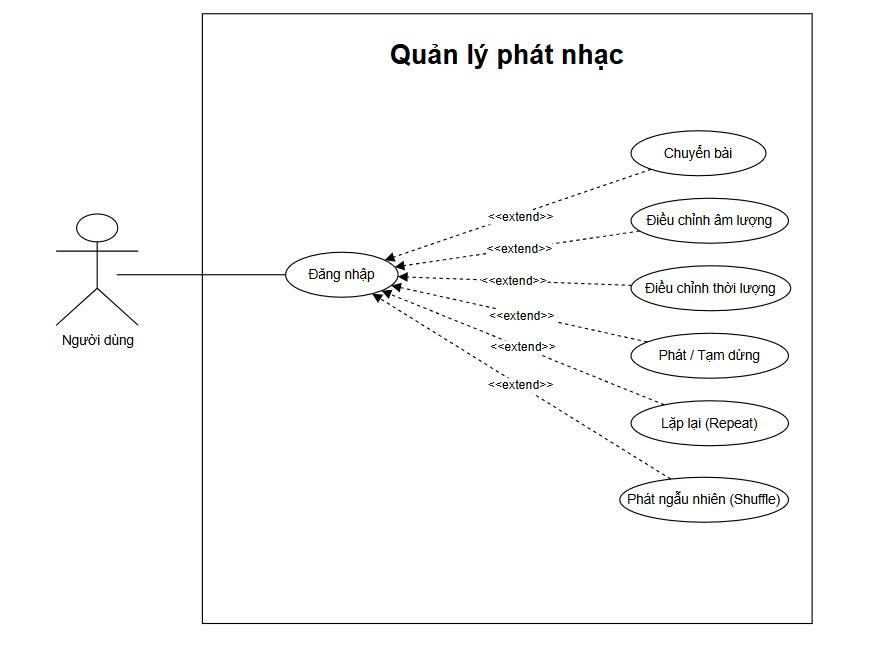 Quản lý phát nhạc
Chuyển bài
<<extend>>
Điều chỉnh âm lượng
<<extend>>
Đăng nhập
<<extend>>
Điều chỉnh thời lượng
<<extend>>
Người dùng
<<extend>>
Phát / Tạm dừng
<<extend>>
Lặp lại (Repeat)
Phát ngẫu nhiên (Shuffle)